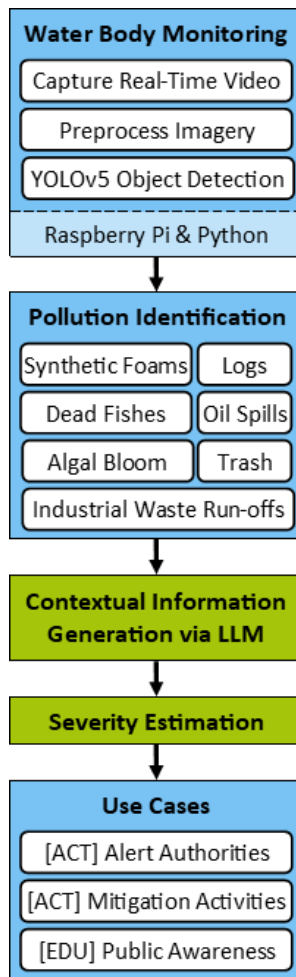 Water Body Monitoring
Capture Real-Time Video
Preprocess Imagery
YOLOv5 Object Detection
Raspberry Pi & Python
Pollution Identification
Synthetic Foams
Logs
Dead Fishes
Oil Spills
Algal Bloom
Trash
Industrial Waste Run-offs
Contextual Information
Generation via LLM
Severity Estimation
Use Cases
[ACT] Alert Authorities
[ACT] Mitigation Activities
[EDU] Public Awareness